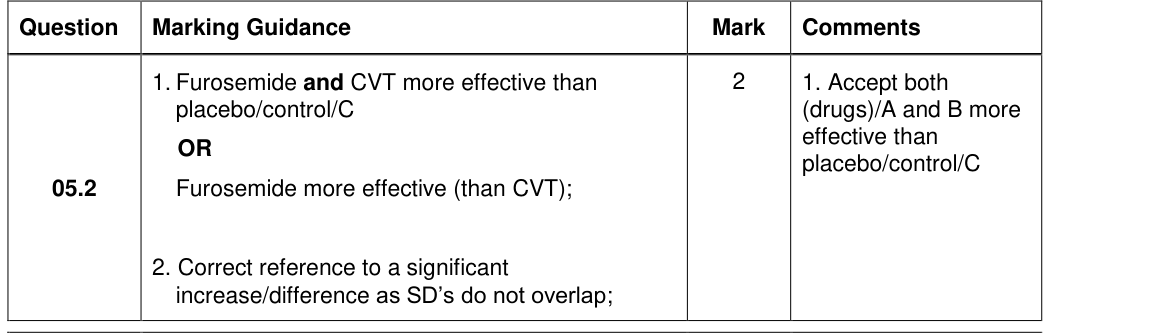 Question Marking Guidance Mark Comments
1. Furosemide and CVT more effective than
placebo/control/C
OR
Furosemide more effective (than CVT);
2. Correct reference to a significant
increase/difference as SD's do not overlap;
05.2
2
1. Accept both
(drugs)/A and B more
effective than
placebo/control/C